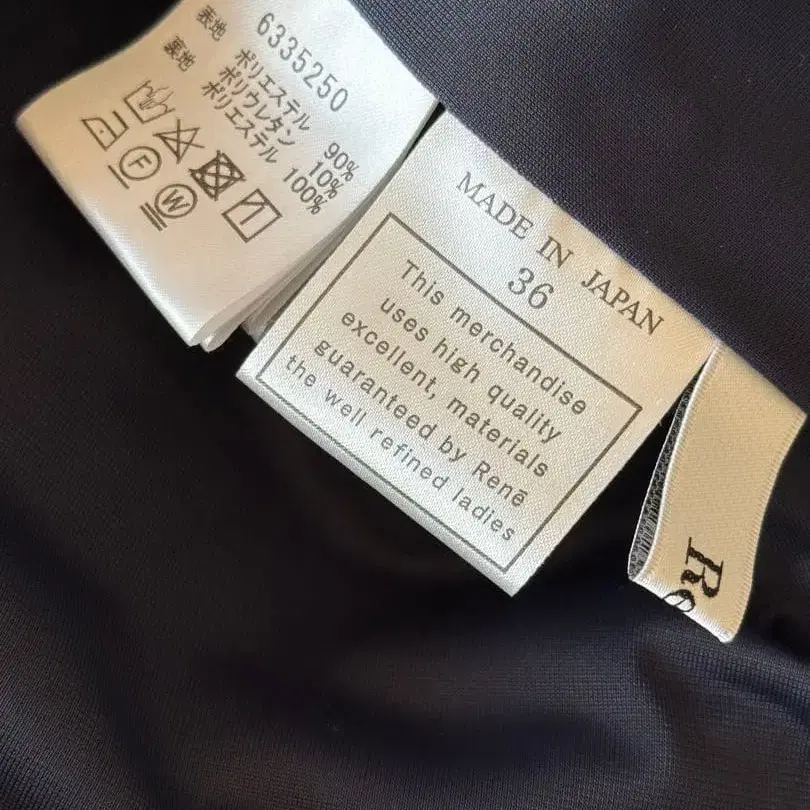 6335250
表地 ポリエステル 90%
ポリウレタン 10%
裏地 ポリエステル 100%
F
W
MADE IN JAPAN
36
This merchandise
uses high quality
excellent, materials
guaranteed by Renē
the well refined ladies
Re